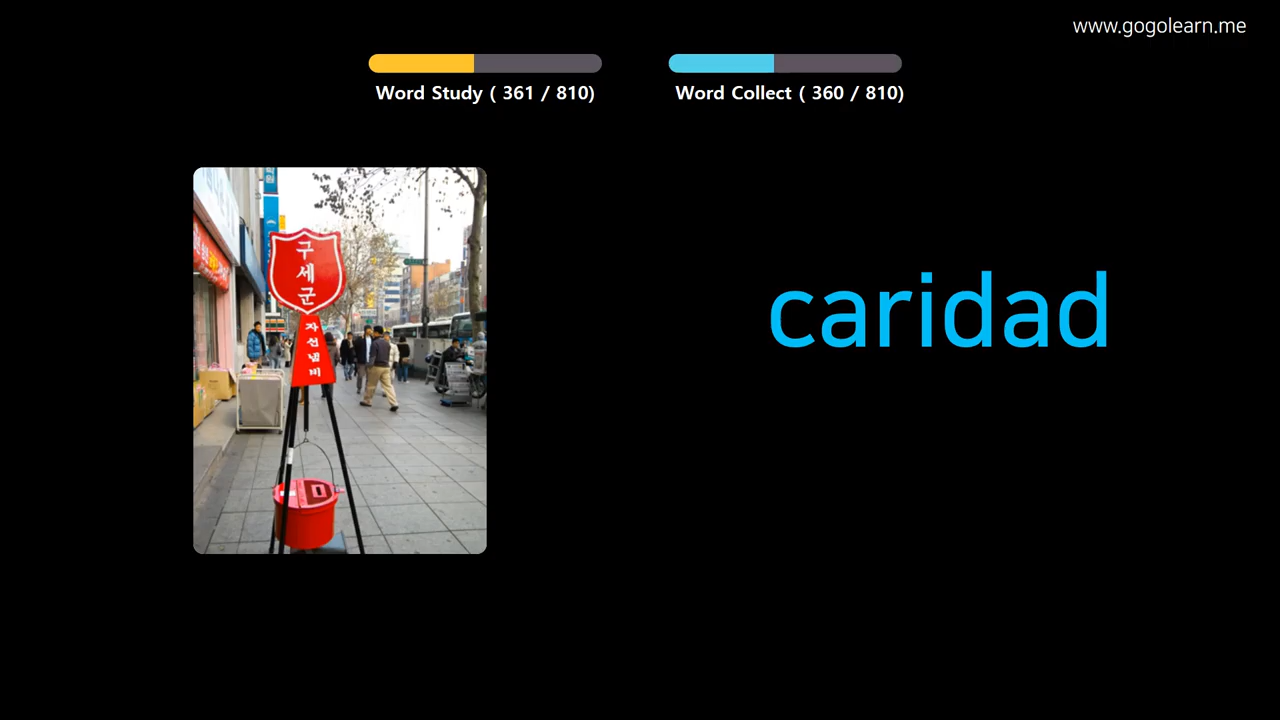 www.gogolearn.me
Word Study ( 361 / 810)
Word Collect ( 360 / 810)
구
세
군
자
선
냄
비
caridad